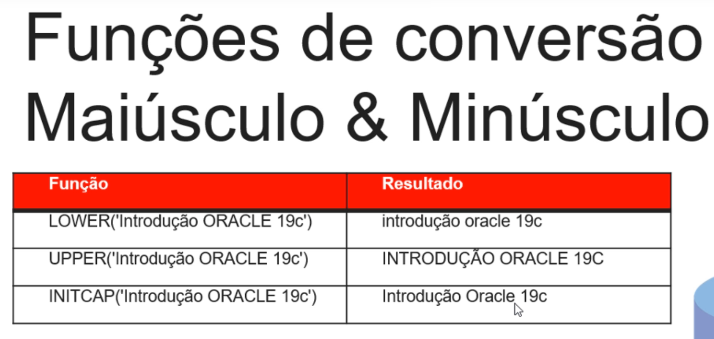 Funções de conversão
Maiúsculo & Minúsculo
Função Resultado
LOWER('Introdução ORACLE 19c') introdução oracle 19c
UPPER('Introdução ORACLE 19c') INTRODUÇÃO ORACLE 19C
INITCAP('Introdução ORACLE 19c') Introdução Oracle 19c